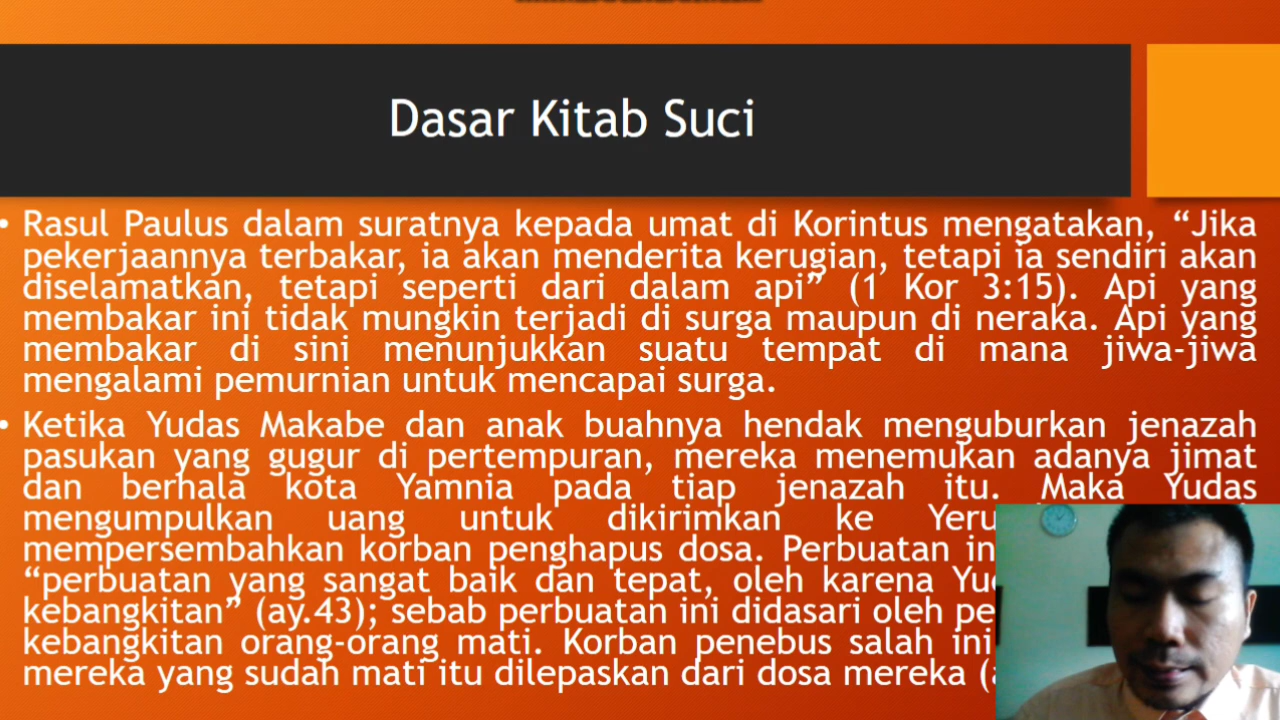 Dasar Kitab Suci
• Rasul Paulus dalam suratnya kepada umat di Korintus mengatakan, “Jika
pekerjaannya terbakar, ia akan menderita kerugian, tetapi ia sendiri akan
diselamatkan, tetapi seperti dari dalam api” (1 Kor 3:15). Api yang
membakar ini tidak mungkin terjadi di surga maupun di neraka. Api yang
membakar di sini menunjukkan suatu tempat di mana jiwa-jiwa
mengalami pemurnian untuk mencapai surga.
• Ketika Yudas Makabe dan anak buahnya hendak menguburkan jenazah
pasukan yang gugur di pertempuran, mereka menemukan adanya jimat
dan berhala kota Yamnia pada tiap jenazah itu. Maka Yudas
mengumpulkan uang untuk dikirimkan ke
mempersembahkan korban penghapus dosa. Perbuatan
“perbuatan yang sangat baik dan tepat, oleh karena
kebangkitan” (ay.43); sebab perbuatan ini didasari oleh
kebangkitan orang-orang mati. Korban penebus salah ini
mereka yang sudah mati itu dilepaskan dari dosa mereka